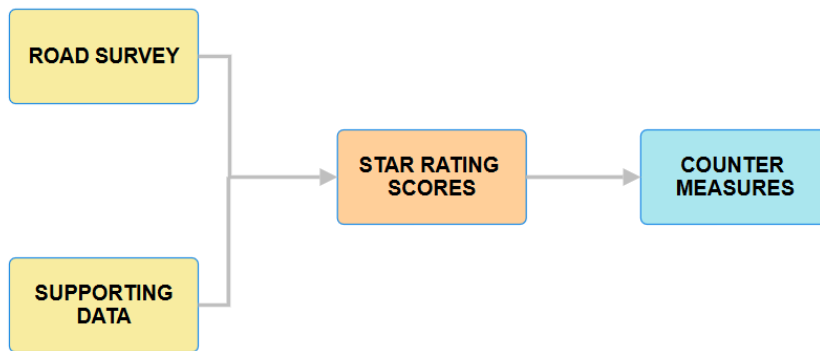 ROAD SURVEY
STAR RATING
SCORES
COUNTER
MEASURES
SUPPORTING
DATA